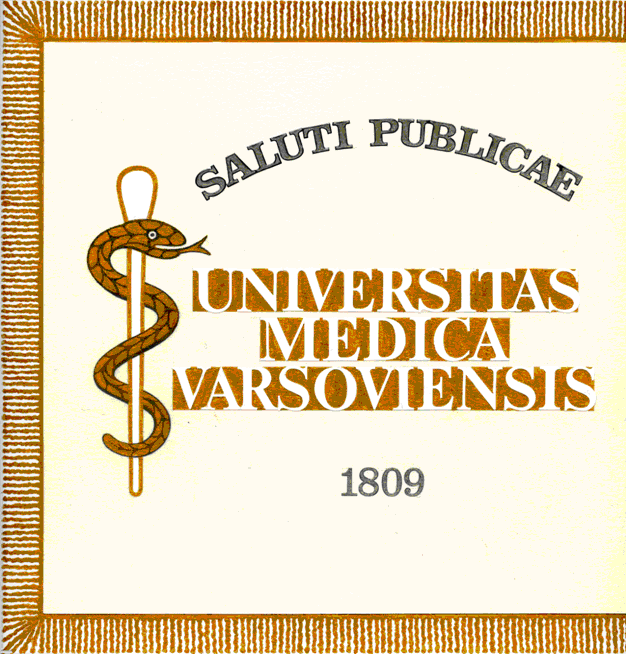 SALUTI PUBLICAE
UNIVERSITAS
MEDICA
VARSOVIENSIS
1809